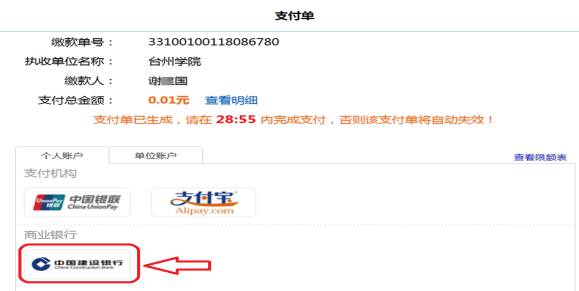 支付单
缴款单号： 33100100118086780
执收单位名称： 台州学院
缴款人： 谢国
支付总金额： 0.01元 查看明细
支付单已生成，请在 28:55 内完成支付，否则该支付单将自动失效！
个人账户 单位账户 查看限额表
支付机构
UnionPay 银联 中国银联 China UnionPay 支付宝 Alipay.com
商业银行
中国建设银行 China Construction Bank